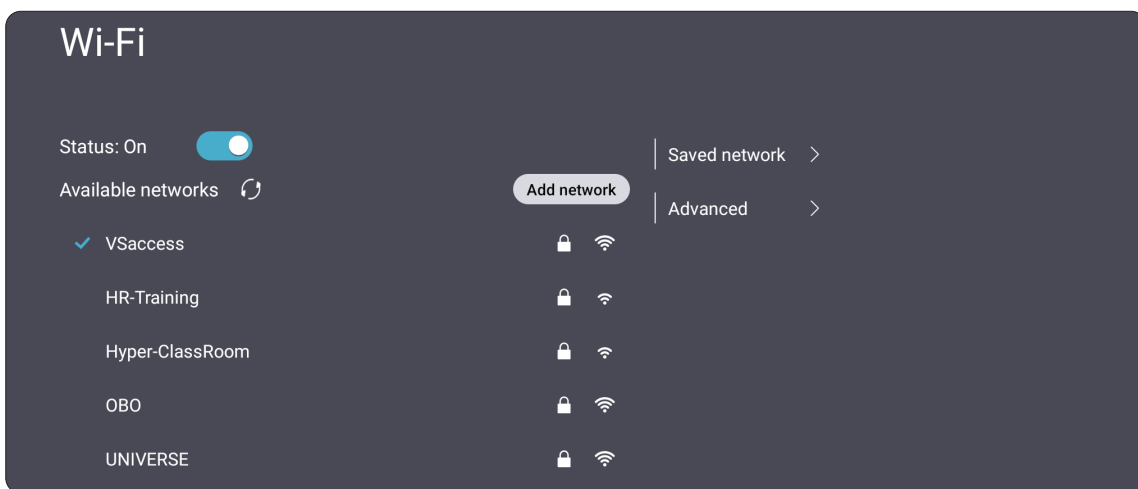 Wi-Fi
Status: On
Available networks
Add network
VSaccess
HR-Training
Hyper-ClassRoom
OBO
UNIVERSE
Saved network
Advanced